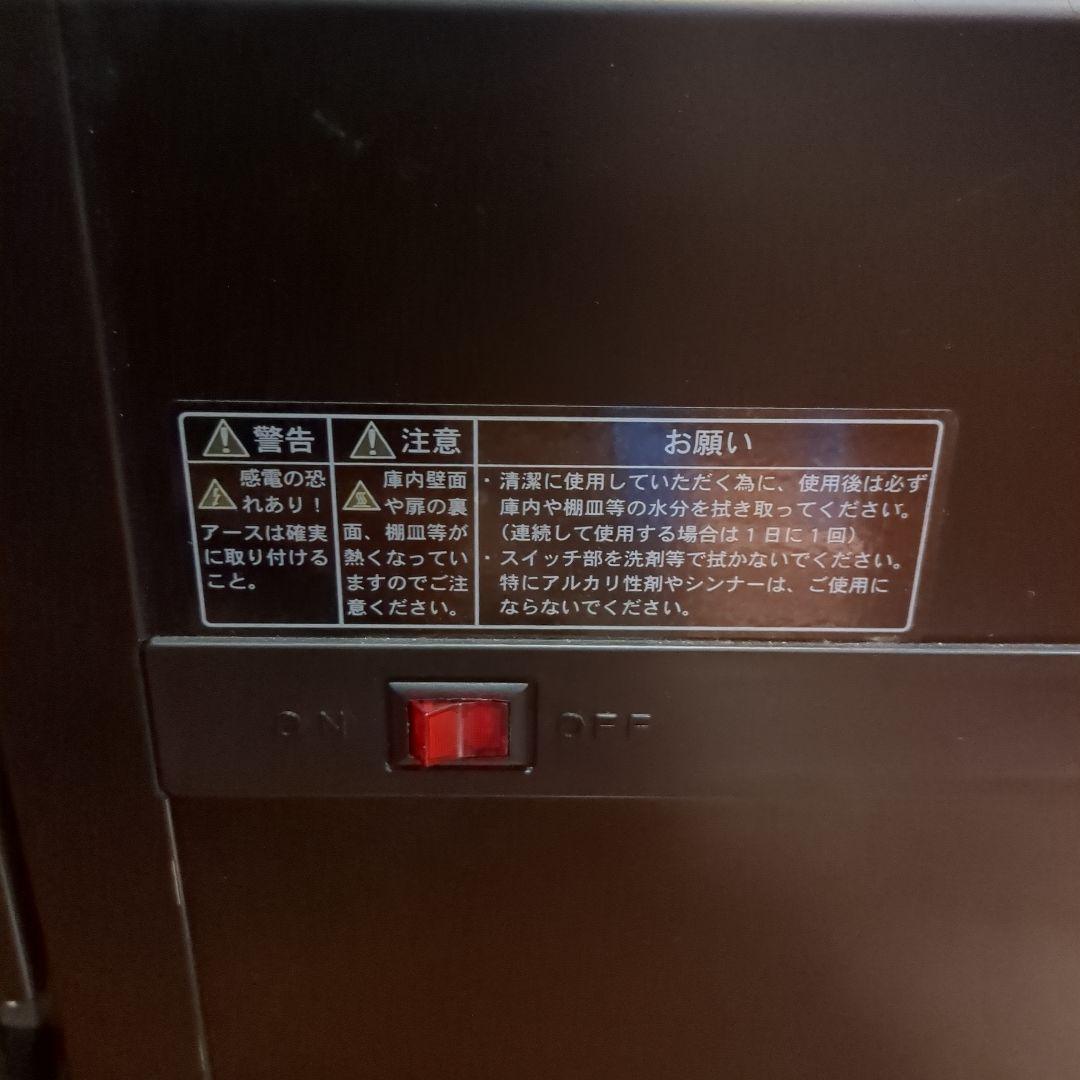 警告
感電の恐
れあり！
アースは確実
に取り付ける
こと。
注意
庫内壁面
や扉の裏
面、棚皿等が
熱くなってい
ますのでご注
意ください。
お願い
・清潔に使用していただく為に、使用後は必ず
庫内や棚皿等の水分を拭き取ってください。
（連続して使用する場合は１日に１回）
・スイッチ部を洗剤等で拭かないでください。
特にアルカリ性剤やシンナーは、ご使用に
ならないでください。
ON OFF